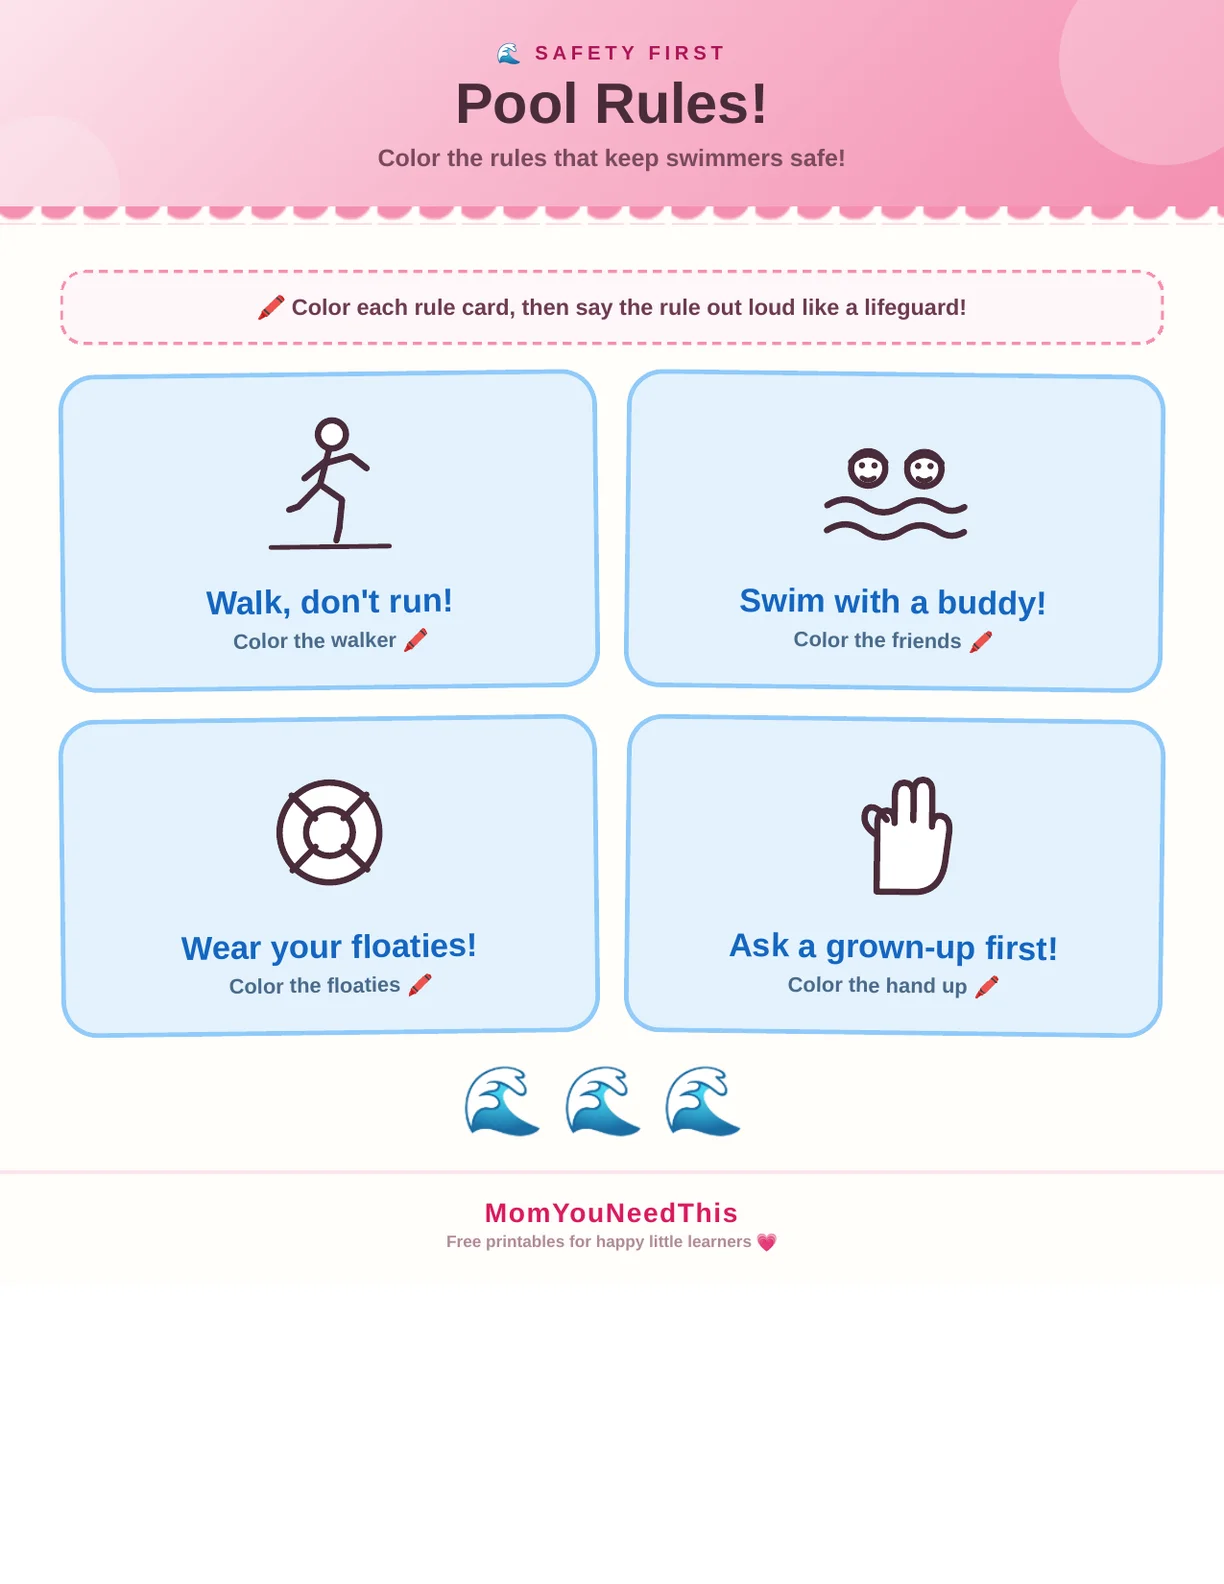 🌊 SAFETY FIRST
Pool Rules!
Color the rules that keep swimmers safe!
🖍️ Color each rule card, then say the rule out loud like a lifeguard!
Walk, don't run!
Color the walker 🖍️
Swim with a buddy!
Color the friends 🖍️
Wear your floaties!
Color the floaties 🖍️
Ask a grown-up first!
Color the hand up 🖍️
MomYouNeedThis
Free printables for happy little learners 💗